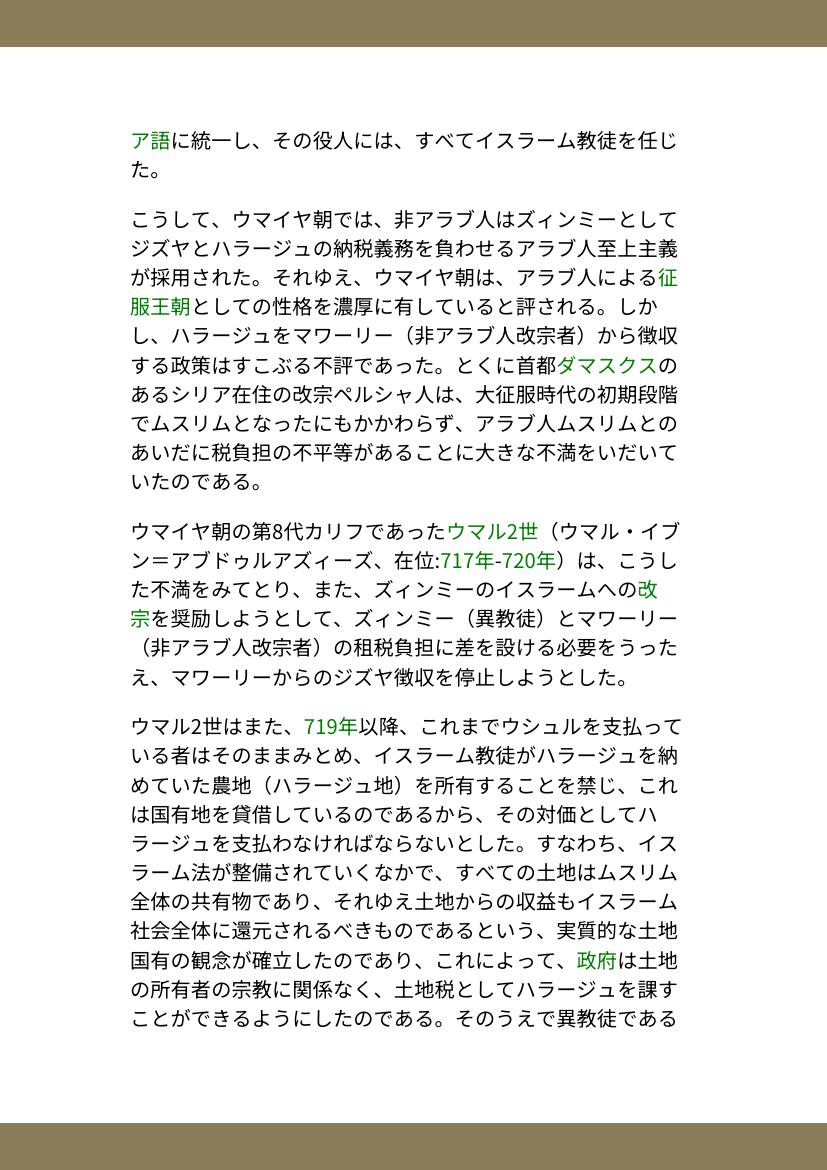 ア語に統一し、その役人には、すべてイスラーム教徒を任じ
た。
こうして、ウマイヤ朝では、非アラブ人はズィンミーとして
ジズヤとハラージュの納税義務を負わせるアラブ人至上主義
が採用された。それゆえ、ウマイヤ朝は、アラブ人による征
服王朝としての性格を濃厚に有していると評される。しか
し、ハラージュをマワーリー（非アラブ人改宗者）から徴収
する政策はすこぶる不評であった。とくに首都ダマスクスの
あるシリア在住の改宗ペルシャ人は、大征服時代の初期段階
でムスリムとなったにもかかわらず、アラブ人ムスリムとの
あいだに税負担の不平等があることに大きな不満をいだいて
いたのである。
ウマイヤ朝の第8代カリフであったウマル2世（ウマル・イブ
ン＝アブドゥルアズィーズ、在位:717年-720年）は、こうし
た不満をみてとり、また、ズィンミーのイスラームへの改
宗を奨励しようとして、ズィンミー（異教徒）とマワーリー
（非アラブ人改宗者）の租税負担に差を設ける必要をうった
え、マワーリーからのジズヤ徴収を停止しようとした。
ウマル2世はまた、719年以降、これまでウシュルを支払って
いる者はそのままみとめ、イスラーム教徒がハラージュを納
めていた農地（ハラージュ地）を所有することを禁じ、これ
は国有地を貸借しているのであるから、その対価としてハ
ラージュを支払わなければならないとした。すなわち、イス
ラーム法が整備されていくなかで、すべての土地はムスリム
全体の共有物であり、それゆえ土地からの収益もイスラーム
社会全体に還元されるべきものであるという、実質的な土地
国有の観念が確立したのであり、これによって、政府は土地
の所有者の宗教に関係なく、土地税としてハラージュを課す
ことができるようにしたのである。そのうえで異教徒である